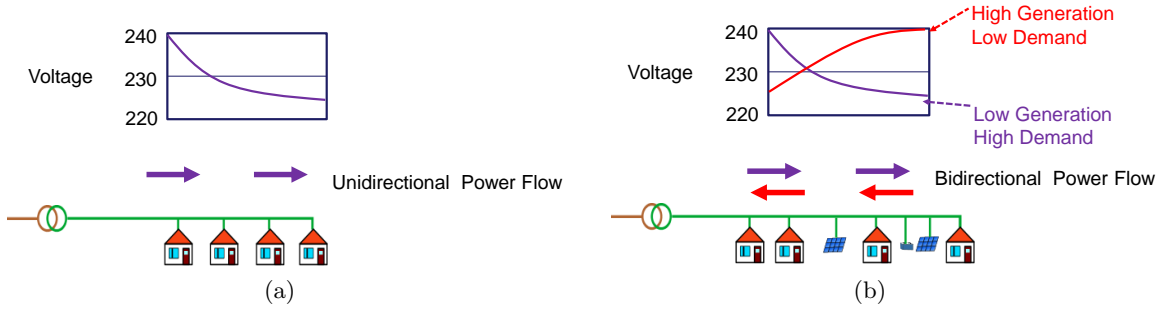 240
Voltage 230
220
Unidirectional Power Flow
(a)
High Generation
Low Demand
240
Voltage 230
220
Low Generation
High Demand
Bidirectional Power Flow
(b)